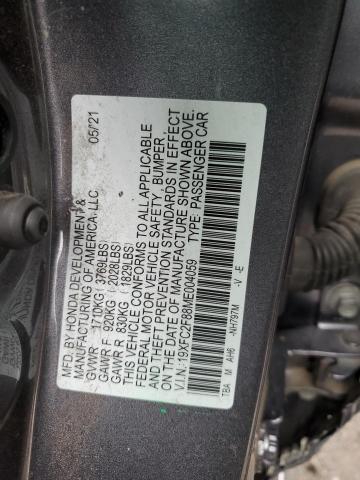 MFD. BY HONDA DEVELOPMENT & 05/21
MANUFACTURING OF AMERICA, LLC
GVWR 1710KG( 3769LBS)
GAWR F 920KG( 2028LBS)
GAWR R 830KG( 1829LBS)
THIS VEHICLE CONFORMS TO ALL APPLICABLE
FEDERAL MOTOR VEHICLE SAFETY, BUMPER,
AND THEFT PREVENTION STANDARDS IN EFFECT
ON THE DATE OF MANUFACTURE SHOWN ABOVE.
V.I.N.: 19XFC2F88ME004059 TYPE: PASSENGER CAR
TBA M AH6 -NH797M -V -E